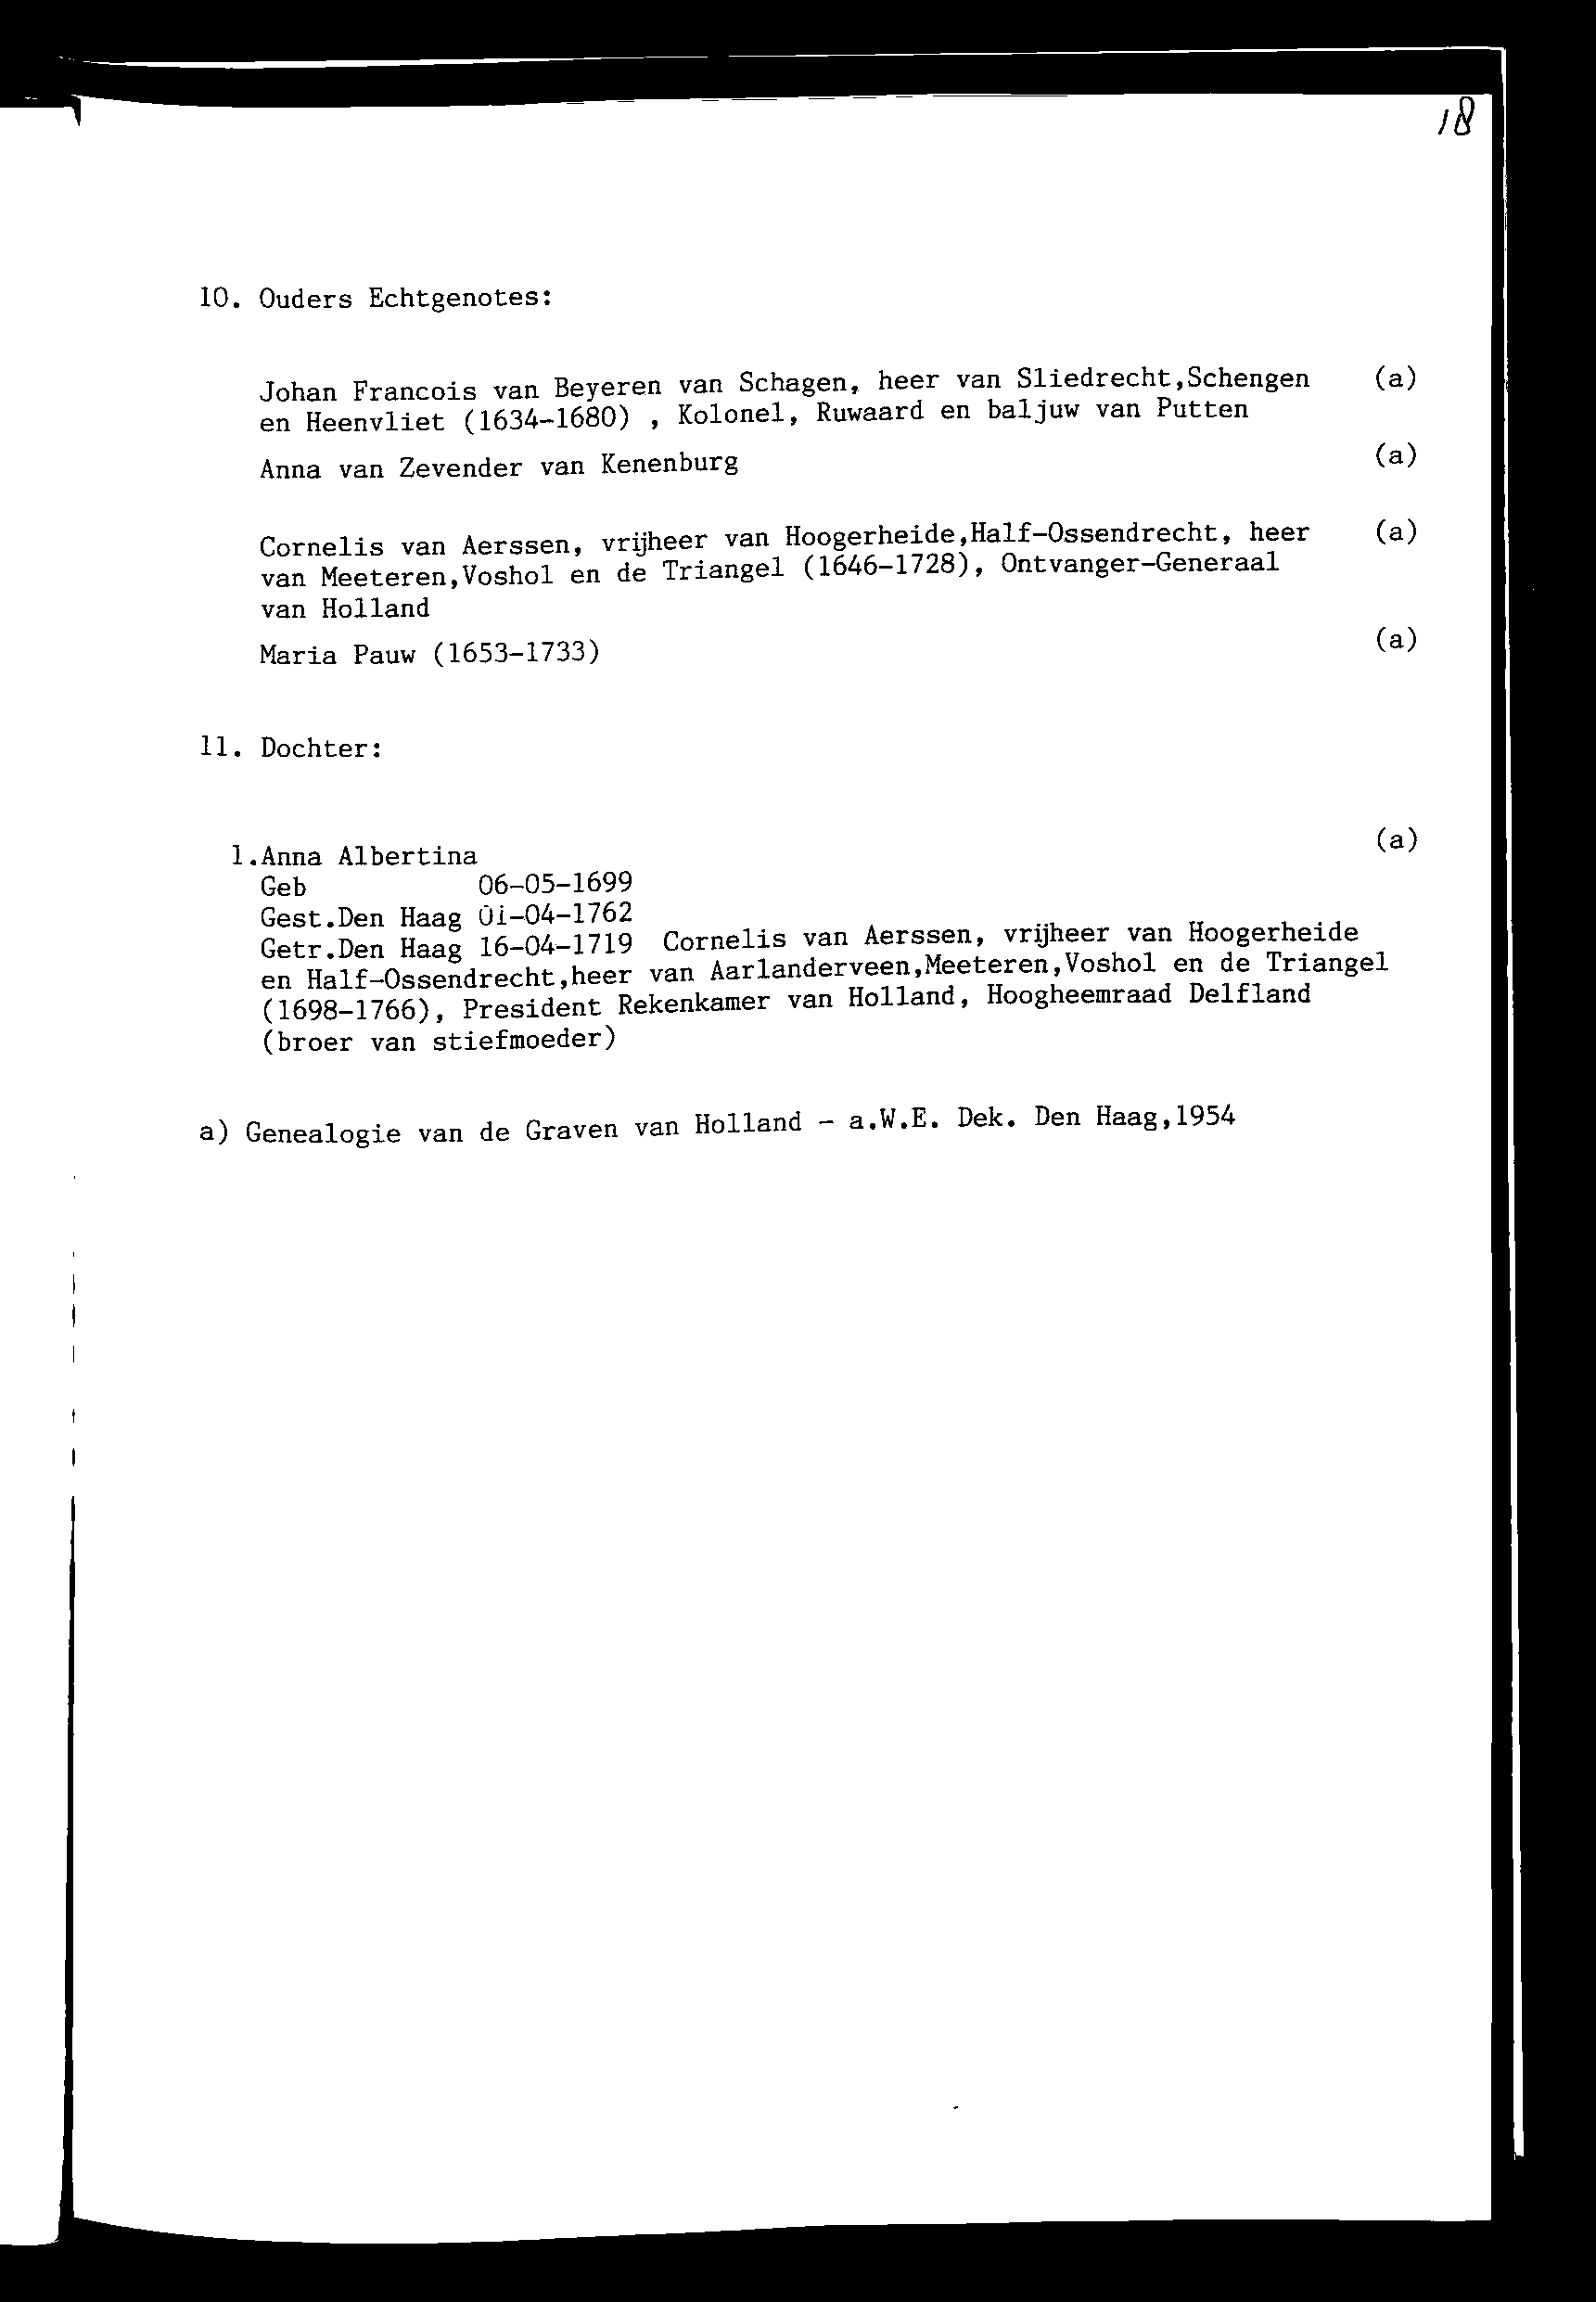 18
10. Ouders Echtgenotes:
Johan Francois van Beyeren van Schagen, heer van Sliedrecht,Schengen (a)
en Heenvliet (1634-1680) , Kolonel, Ruwaard en baljuw van Putten
Anna van Zevender van Kenenburg (a)
Cornelis van Aerssen, vrijheer van Hoogerheide,Half-Ossendrecht, heer (a)
van Meeteren,Voshol en de Triangel (1646-1728), Ontvanger-Generaal
van Holland
Maria Pauw (1653-1733) (a)
11. Dochter:
1.Anna Albertina (a)
Geb 06-05-1699
Gest.Den Haag 0i-04-1762
Getr.Den Haag 16-04-1719 Cornelis van Aerssen, vrijheer van Hoogerheide
en Half-Ossendrecht,heer van Aarlanderveen,Meeteren,Voshol en de Triangel
(1698-1766), President Rekenkamer van Holland, Hoogheemraad Delfland
(broer van stiefmoeder)
a) Genealogie van de Graven van Holland - a.W.E. Dek. Den Haag,1954